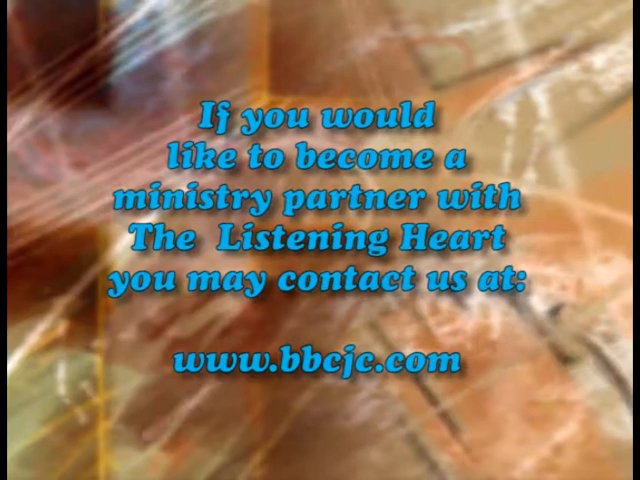 If you would
like to become a
ministry partner with
The Listening Heart
you may contact us at:
www.bbcjc.com